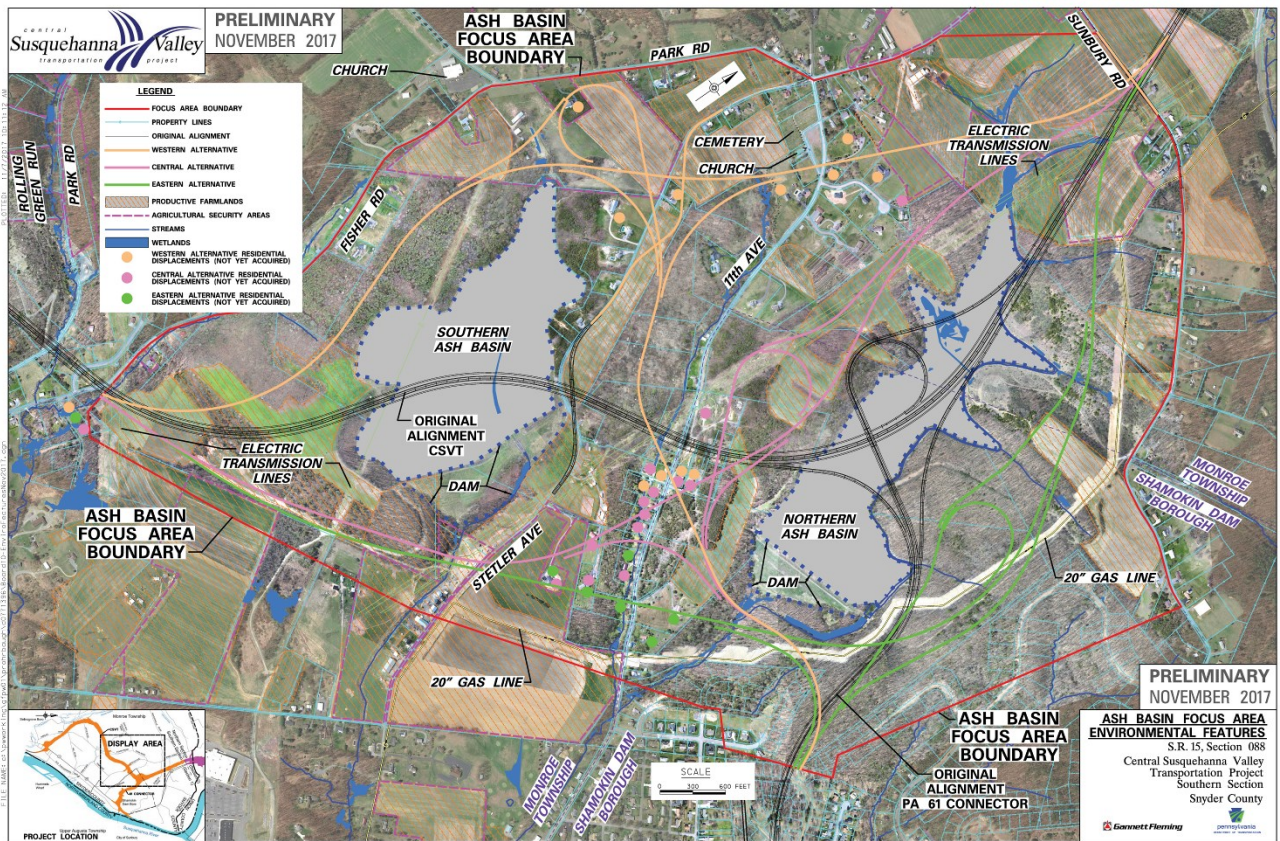 central
Susquehanna Valley
transportation project
PRELIMINARY
NOVEMBER 2017
ASH BASIN
FOCUS AREA
BOUNDARY
PARK RD
SUNBURY RD
CHURCH
LEGEND
FOCUS AREA BOUNDARY
PROPERTY LINES
ORIGINAL ALIGNMENT
WESTERN ALTERNATIVE
CENTRAL ALTERNATIVE
EASTERN ALTERNATIVE
PRODUCTIVE FARMLANDS
AGRICULTURAL SECURITY AREAS
STREAMS
WETLANDS
WESTERN ALTERNATIVE RESIDENTIAL
DISPLACEMENTS (NOT YET ACQUIRED)
CENTRAL ALTERNATIVE RESIDENTIAL
DISPLACEMENTS (NOT YET ACQUIRED)
EASTERN ALTERNATIVE RESIDENTIAL
DISPLACEMENTS (NOT YET ACQUIRED)
ROLLING
GREEN RUN
PARK RD
FISHER RD
CEMETERY
CHURCH
ELECTRIC
TRANSMISSION
LINES
11th AVE
SOUTHERN
ASH BASIN
ORIGINAL
ALIGNMENT
CSVT
ELECTRIC
TRANSMISSION
LINES
DAM
ASH BASIN
FOCUS AREA
BOUNDARY
STETLER AVE
NORTHERN
ASH BASIN
DAM
MONROE
TOWNSHIP
SHAMOKIN DAM
BOROUGH
20" GAS LINE
20" GAS LINE
MONROE
TOWNSHIP
SHAMOKIN DAM
BOROUGH
SCALE
0 300 600 FEET
ASH BASIN
FOCUS AREA
BOUNDARY
ORIGINAL
ALIGNMENT
PA 61 CONNECTOR
DISPLAY AREA
PROJECT LOCATION
PRELIMINARY
NOVEMBER 2017
ASH BASIN FOCUS AREA
ENVIRONMENTAL FEATURES
S.R. 15, Section 088
Central Susquehanna Valley
Transportation Project
Southern Section
Snyder County
Gannett Fleming
pennsylvania